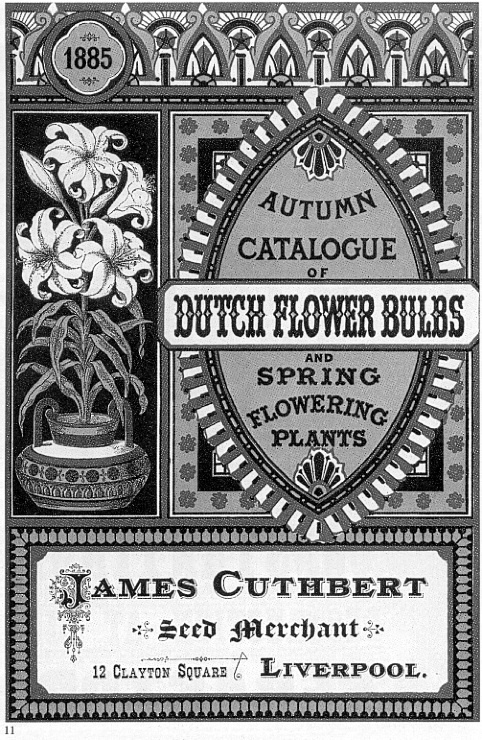 1885
AUTUMN
CATALOGUE
OF
DUTCH FLOWER BULBS
AND
SPRING
FLOWERING
PLANTS
JAMES CUTHBERT
Seed Merchant
12 CLAYTON SQUARE LIVERPOOL.
11